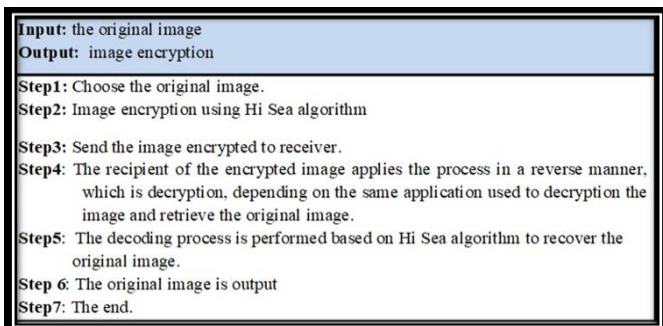 Input: the original image
Output: image encryption
Step1: Choose the original image.
Step2: Image encryption using Hi Sea algorithm
Step3: Send the image encrypted to receiver.
Step4: The recipient of the encrypted image applies the process in a reverse manner,
which is decryption, depending on the same application used to decryption the
image and retrieve the original image.
Step5: The decoding process is performed based on Hi Sea algorithm to recover the
original image.
Step 6: The original image is output
Step7: The end.